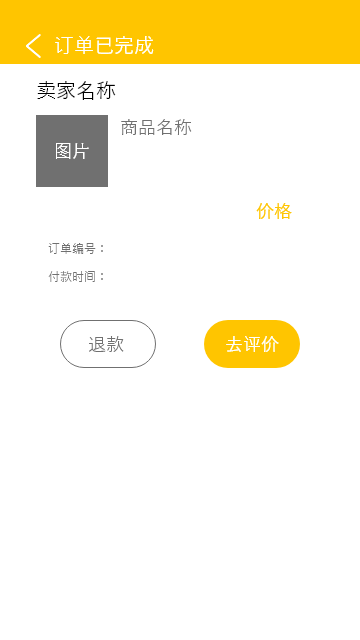 订单已完成
卖家名称
图片
商品名称
价格
订单编号：
付款时间：
退款
去评价